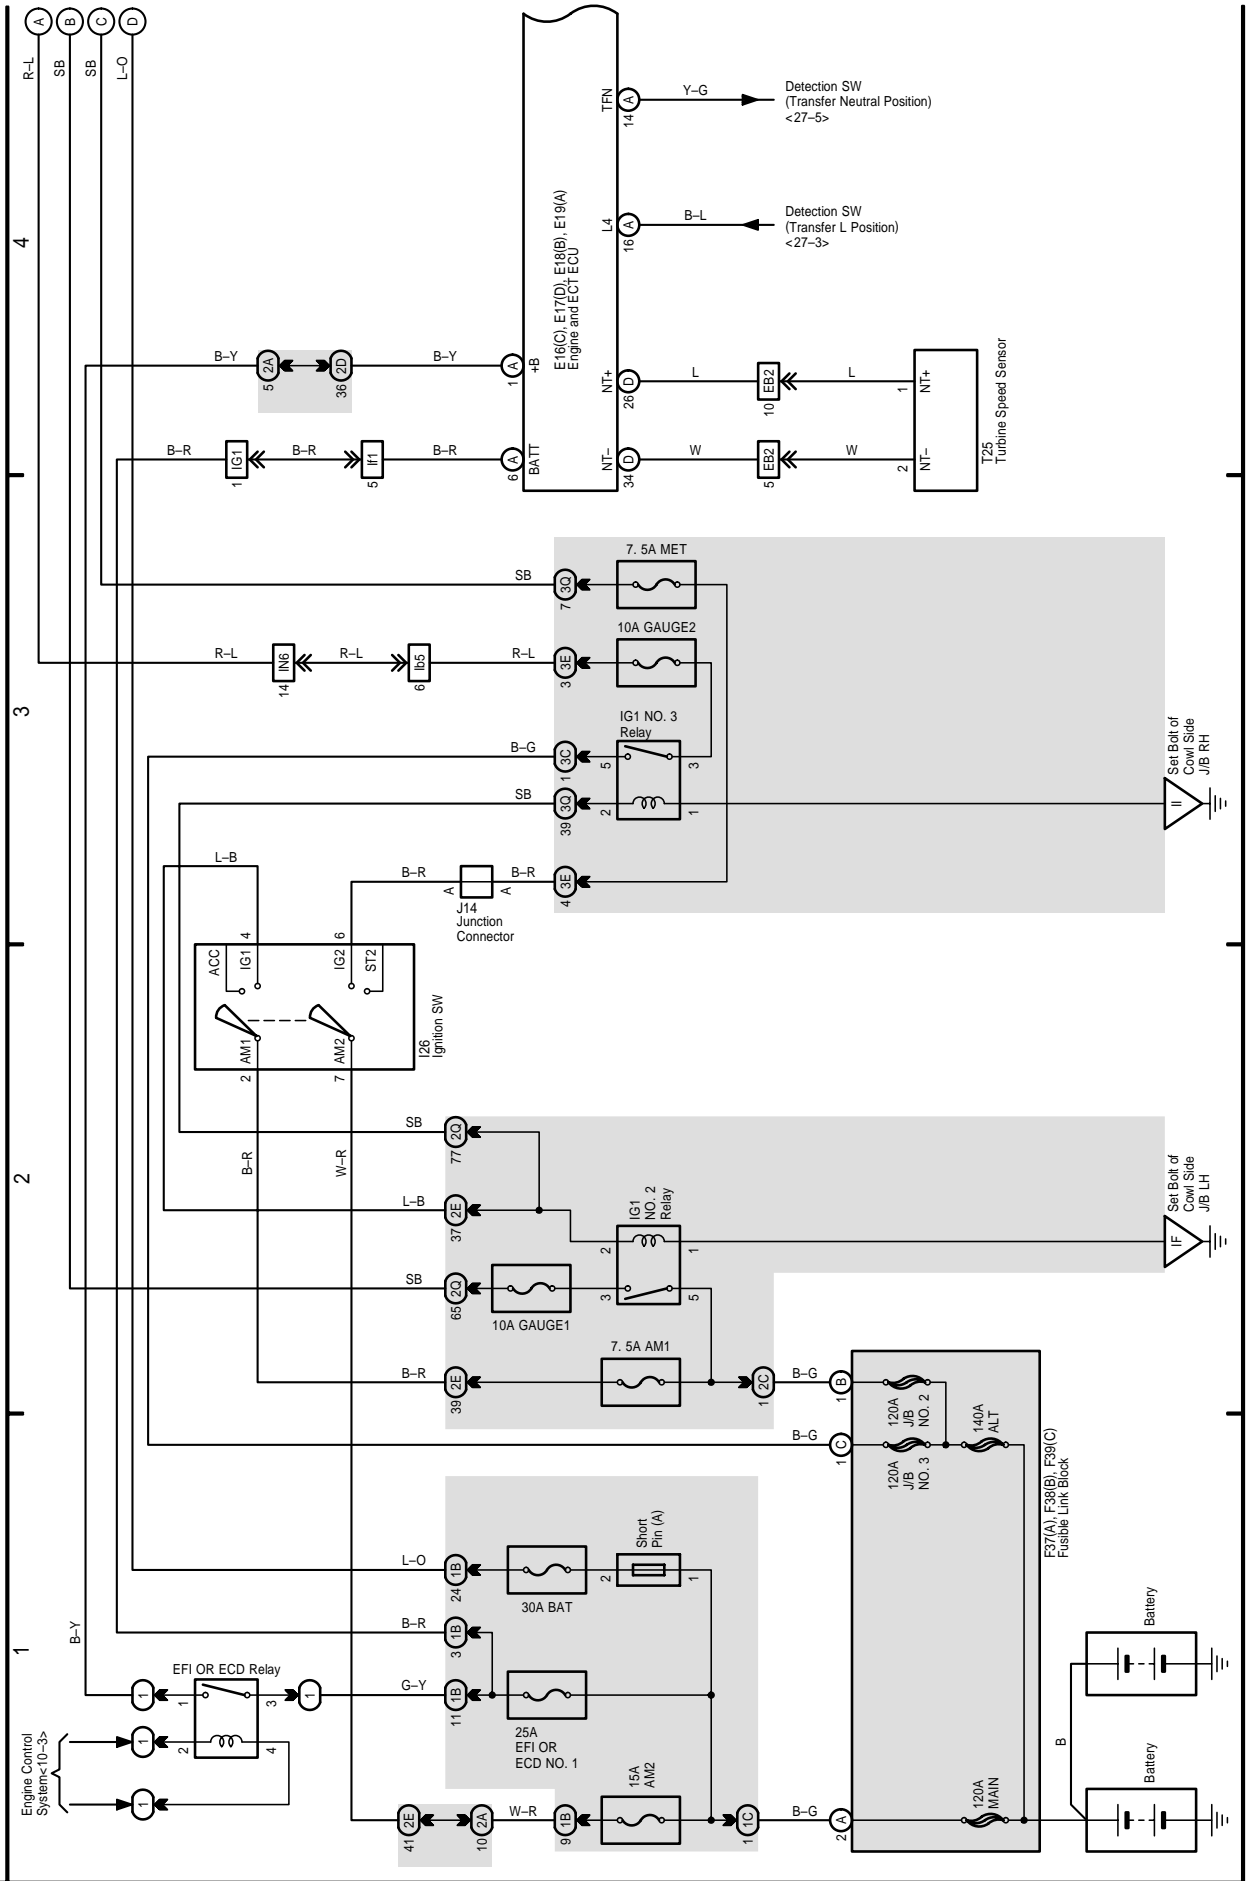 A
B
C
D
R–L
SB
SB
L–O
4
TFN
14
A
Y–G
Detection SW
(Transfer Neutral Position)
<27–5>
E16(C), E17(D), E18(B), E19(A)
Engine and ECT ECU
L4
16
A
B–L
Detection SW
(Transfer L Position)
<27–3>
B–Y
5
2A
36
2D
B–Y
1
A
+B
NT+
26
D
L
10
EB2
L
1
NT+
B–R
1
IG1
B–R
5
If1
B–R
6
A
BATT
NT–
34
D
W
5
EB2
W
2
NT–
T25
Turbine Speed Sensor
3
SB
7
3Q
7. 5A MET
10A GAUGE2
R–L
14
IN6
R–L
6
Ib5
R–L
3
3E
IG1 NO. 3
Relay
B–G
1
3C
5
3
SB
39
3Q
2
1
II
Set Bolt of
Cowl Side
J/B RH
L–B
B–R
A
A
J14
Junction
Connector
B–R
4
3E
4
6
ACC
IG1
IG2
ST2
AM1
AM2
2
7
I26
Ignition SW
2
SB
77
2Q
B–R
W–R
L–B
37
2E
IG1
NO. 2
Relay
2
1
IF
Set Bolt of
Cowl Side
J/B LH
SB
65
2Q
10A GAUGE1
3
5
7. 5A AM1
B–R
39
2E
1
2C
B–G
1
B
120A
J/B
NO. 2
B–G
1
C
120A
J/B
NO. 3
140A
ALT
F37(A), F38(B), F39(C)
Fusible Link Block
1
L–O
24
1B
30A BAT
2
1
Short
Pin (A)
B–Y
B–R
3
1B
EFI OR ECD Relay
1
1
3
1
G–Y
11
1B
25A
EFI OR
ECD NO. 1
Engine Control
System<10–3>
1
2
4
1
15A
AM2
41
2E
10
2A
W–R
9
1B
1
1C
B–G
2
A
120A
MAIN
B
Battery
Battery